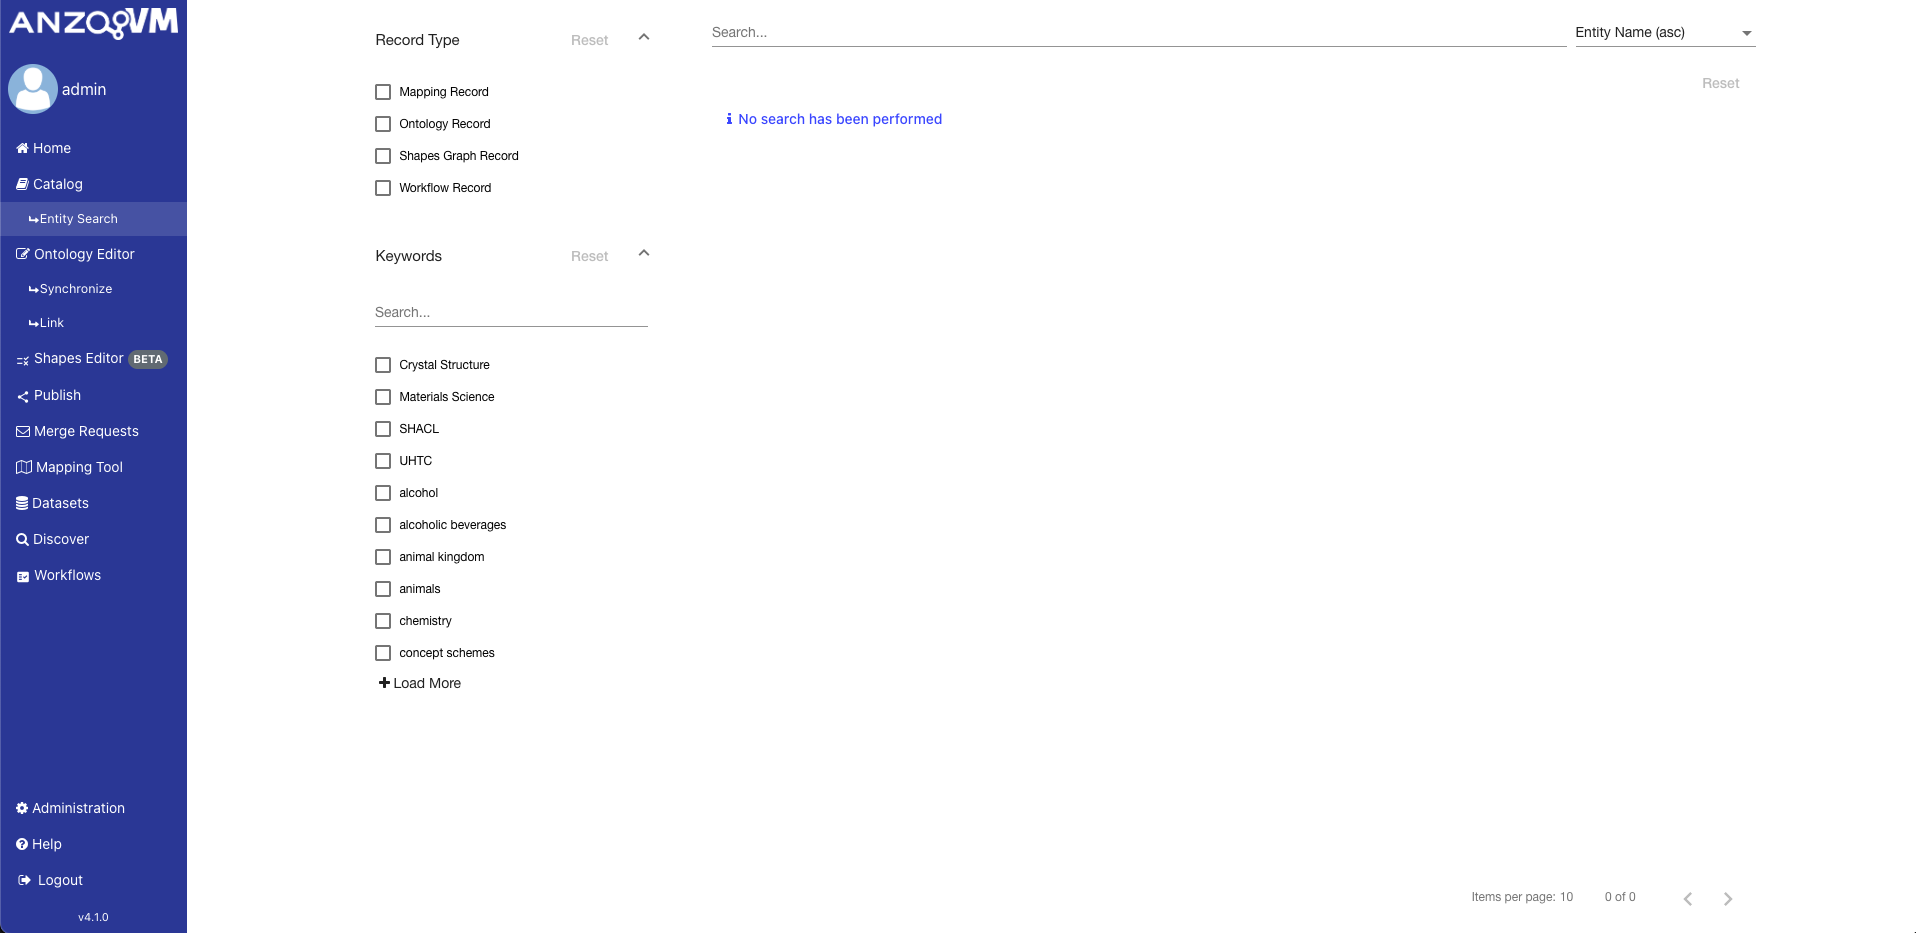 ANZOVM
admin
Home
Catalog
Entity Search
Ontology Editor
Synchronize
Link
Shapes Editor BETA
Publish
Merge Requests
Mapping Tool
Datasets
Discover
Workflows
Administration
Help
Logout
v4.1.0
Record Type Reset
Mapping Record
Ontology Record
Shapes Graph Record
Workflow Record
Keywords Reset
Search...
Crystal Structure
Materials Science
SHACL
UHTC
alcohol
alcoholic beverages
animal kingdom
animals
chemistry
concept schemes
Load More
Search... Entity Name (asc)
Reset
No search has been performed
Items per page: 10 0 of 0